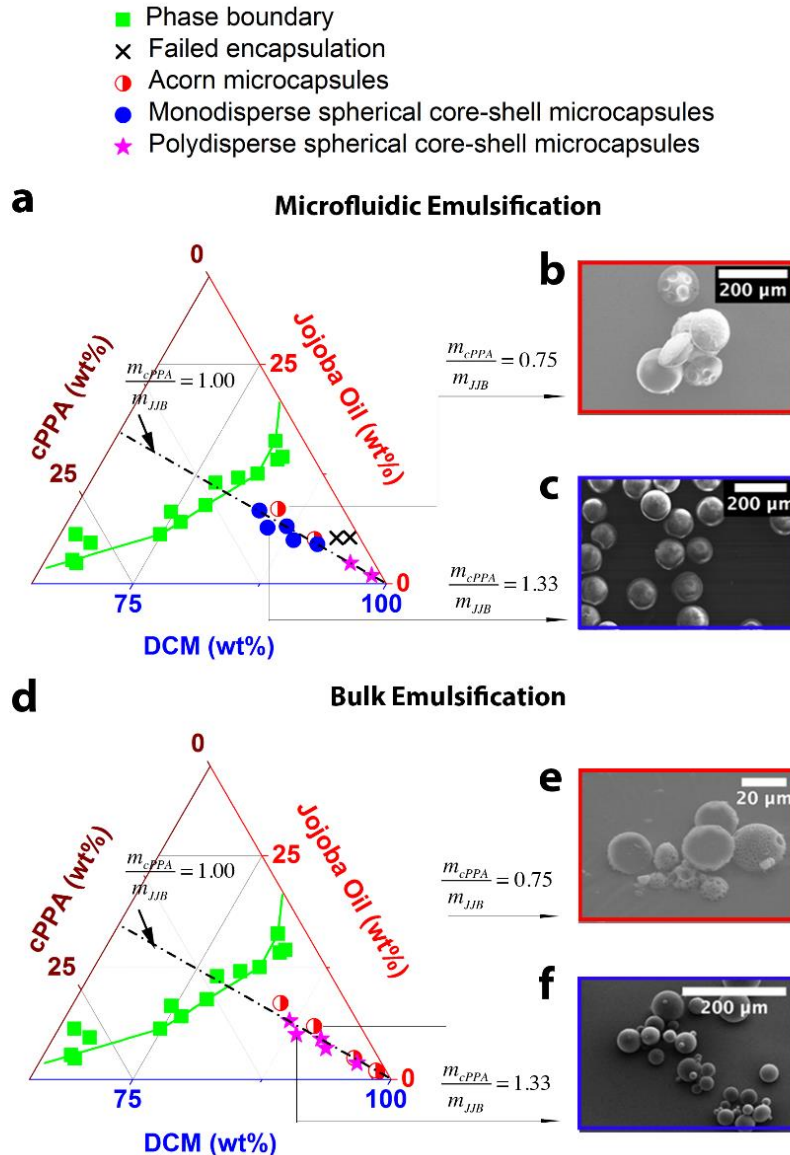 Phase boundary
Failed encapsulation
Acorn microcapsules
Monodisperse spherical core-shell microcapsules
Polydisperse spherical core-shell microcapsules
a
Microfluidic Emulsification
b
200 µm
0
25
0
Jojoba Oil (wt%)
cPPA (wt%)
25
m_cPPA/m_JJB = 1.00
75
100
DCM (wt%)
m_cPPA/m_JJB = 0.75
c
200 µm
m_cPPA/m_JJB = 1.33
d
Bulk Emulsification
e
20 µm
0
25
0
Jojoba Oil (wt%)
cPPA (wt%)
25
m_cPPA/m_JJB = 1.00
75
100
DCM (wt%)
m_cPPA/m_JJB = 0.75
f
200 µm
m_cPPA/m_JJB = 1.33